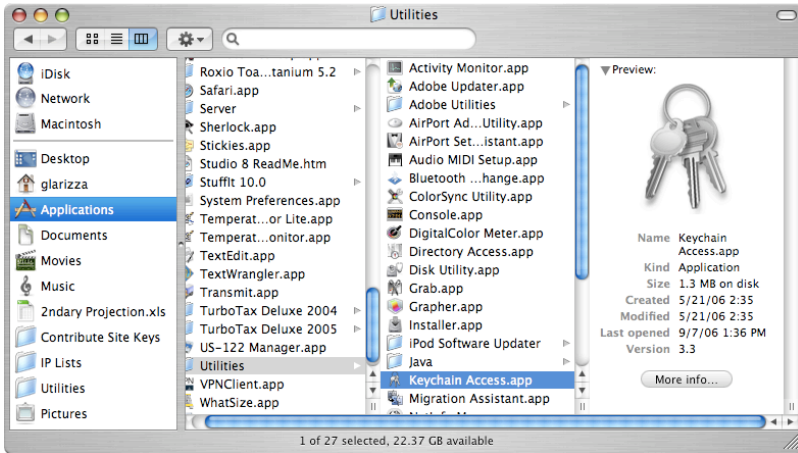 Utilities
iDisk
Network
Macintosh
Desktop
glarizza
Applications
Documents
Movies
Music
2ndary Projection.xls
Contribute Site Keys
IP Lists
Utilities
Pictures
Roxio Toa...tanium 5.2
Safari.app
Server
Sherlock.app
Stickies.app
Studio 8 ReadMe.htm
StuffIt 10.0
System Preferences.app
Temperat...or Lite.app
Temperat...onitor.app
TextEdit.app
TextWrangler.app
Transmit.app
TurboTax Deluxe 2004
TurboTax Deluxe 2005
US-122 Manager.app
Utilities
VPNClient.app
WhatSize.app
Activity Monitor.app
Adobe Updater.app
Adobe Utilities
AirPort Ad...Utility.app
AirPort Set...istant.app
Audio MIDI Setup.app
Bluetooth ...hange.app
ColorSync Utility.app
Console.app
DigitalColor Meter.app
Directory Access.app
Disk Utility.app
Grab.app
Grapher.app
Installer.app
iPod Software Updater
Java
Keychain Access.app
Migration Assistant.app
Preview:
Name Keychain
Access.app
Kind Application
Size 1.3 MB on disk
Created 5/21/06 2:35
Modified 5/21/06 2:35
Last opened 9/7/06 1:36 PM
Version 3.3
More info...
1 of 27 selected, 22.37 GB available